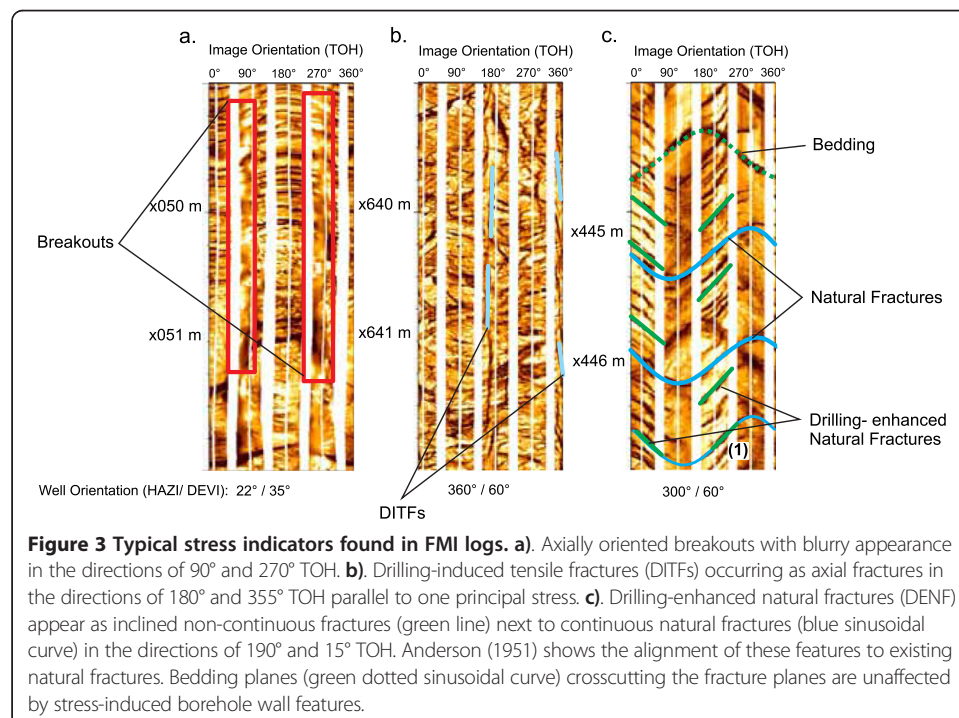 a.
Image Orientation (TOH)
0° 90° 180° 270° 360°
x050 m
x051 m
Breakouts
Well Orientation (HAZI/ DEVI): 22° / 35°
b.
Image Orientation (TOH)
0° 90° 180° 270° 360°
x640 m
x641 m
360° / 60°
DITFs
c.
Image Orientation (TOH)
0° 90° 180° 270° 360°
Bedding
x445 m
Natural Fractures
x446 m
Drilling- enhanced
Natural Fractures
(1)
300° / 60°
Figure 3 Typical stress indicators found in FMI logs. a). Axially oriented breakouts with blurry appearance
in the directions of 90° and 270° TOH. b). Drilling-induced tensile fractures (DITFs) occurring as axial fractures in
the directions of 180° and 355° TOH parallel to one principal stress. c). Drilling-enhanced natural fractures (DENF)
appear as inclined non-continuous fractures (green line) next to continuous natural fractures (blue sinusoidal
curve) in the directions of 190° and 15° TOH. Anderson (1951) shows the alignment of these features to existing
natural fractures. Bedding planes (green dotted sinusoidal curve) crosscutting the fracture planes are unaffected
by stress-induced borehole wall features.